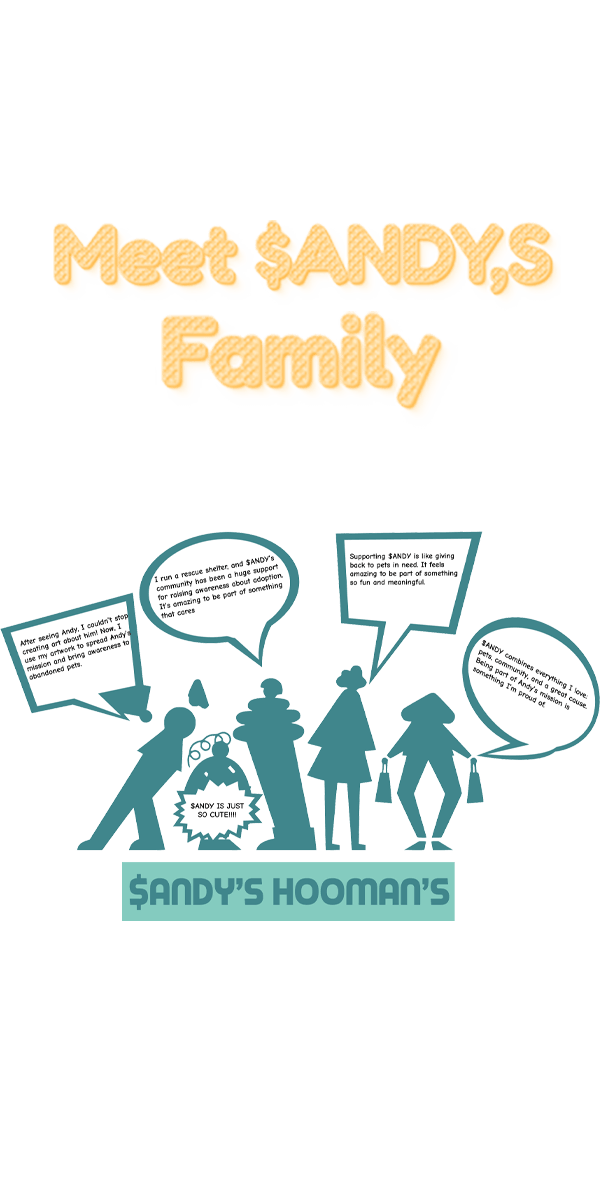 Meet $ANDY,S
Family
After seeing Andy, I couldn't stop
creating art about him! Now, I
use my artwork to spread Andy's
mission and bring awareness to
abandoned pets.
I run a rescue shelter, and $ANDY's
community has been a huge support
for raising awareness about adoption.
It's amazing to be part of something
that cares
Supporting $ANDY is like giving
back to pets in need. It feels
amazing to be part of something
so fun and meaningful.
$ANDY combines everything I love:
pets, community, and a great cause.
Being part of Andy's mission is
something I'm proud of
$ANDY IS JUST
SO CUTE!!!!
$ANDY'S HOOMAN'S